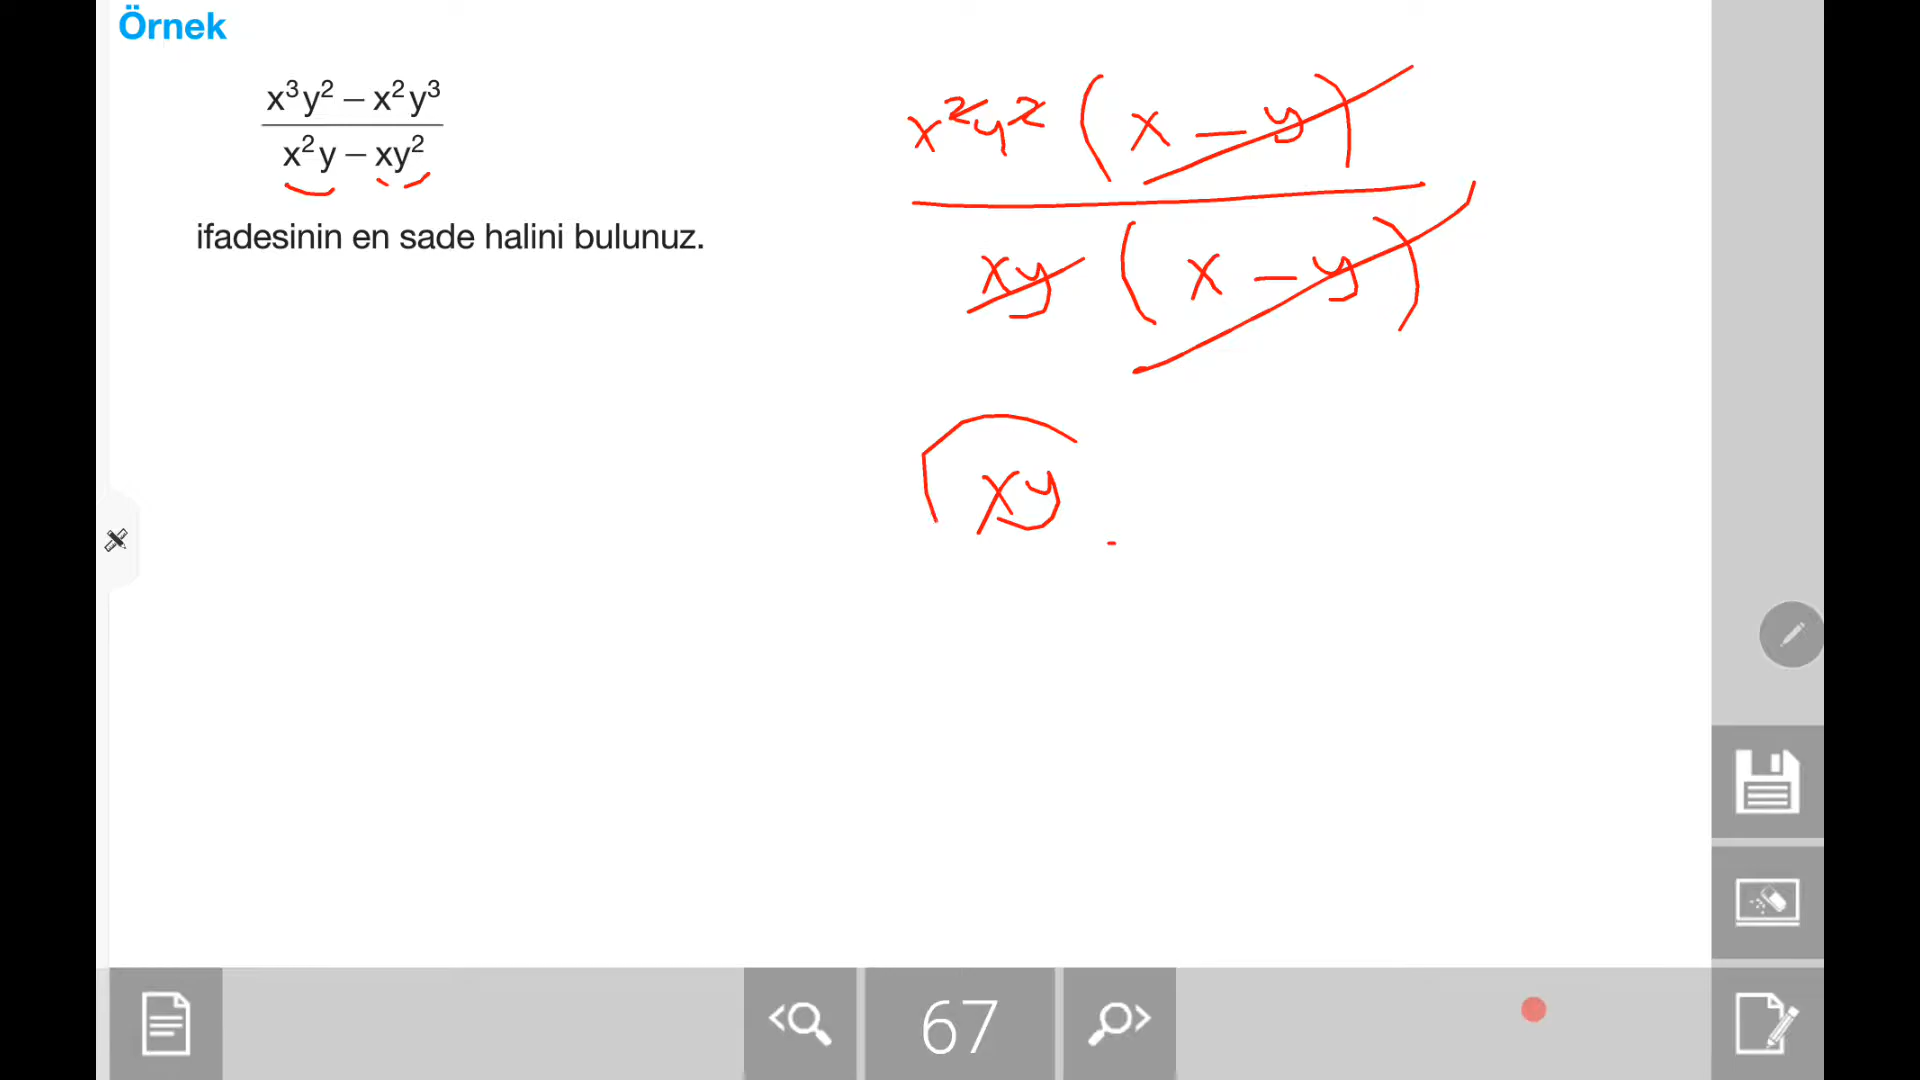 Örnek
x³y² – x²y³
x²y – xy²
ifadesinin en sade halini bulunuz.
x²y² (x – y)
xy (x – y)
xy
67